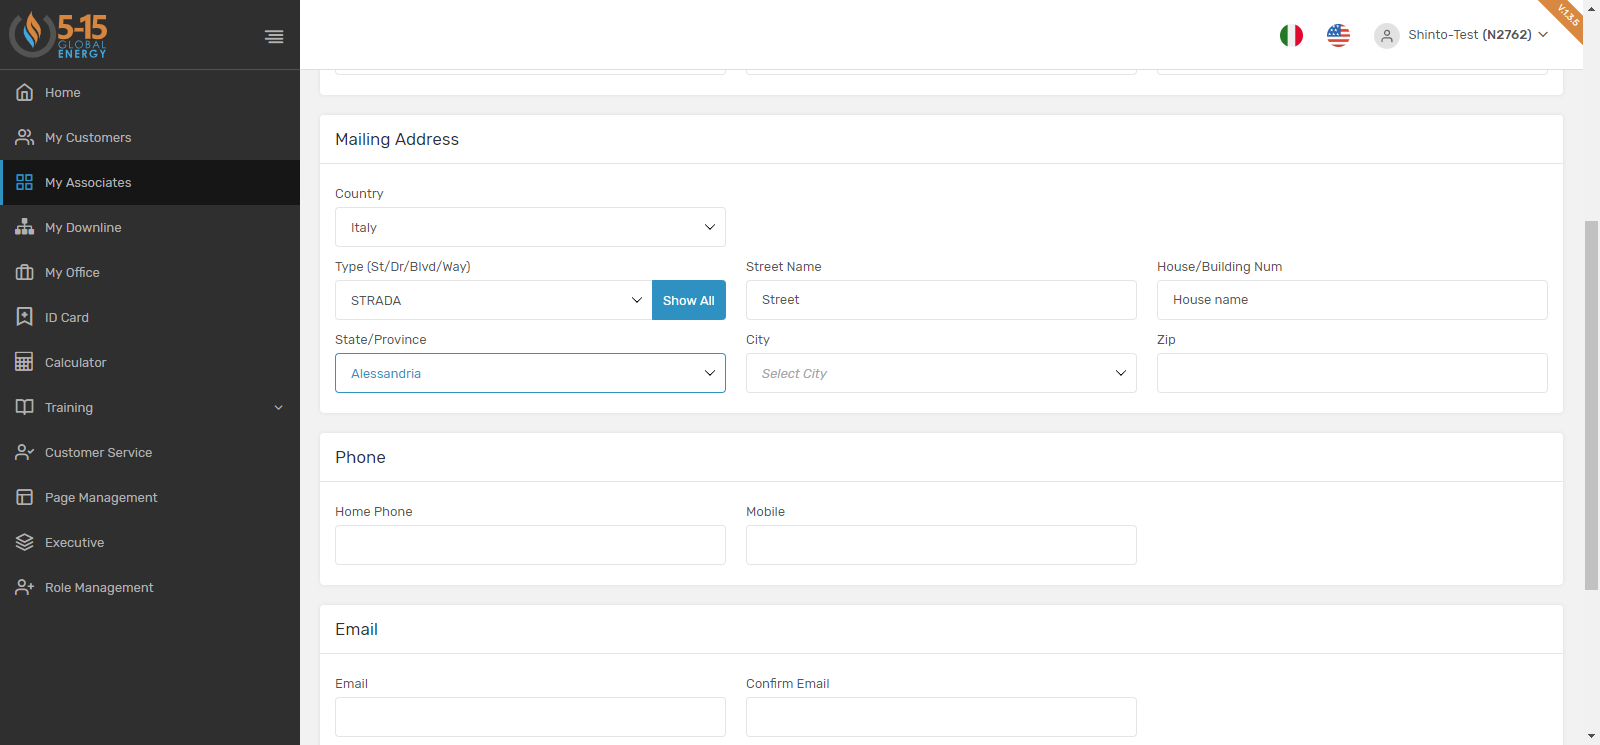 5-15
GLOBAL
ENERGY
Home
My Customers
My Associates
My Downline
My Office
ID Card
Calculator
Training
Customer Service
Page Management
Executive
Role Management
Shinto-Test (N2762)
V.1.3.5
Mailing Address
Country
Italy
Type (St/Dr/Blvd/Way) Street Name House/Building Num
STRADA Show All Street House name
State/Province City Zip
Alessandria Select City
Phone
Home Phone Mobile
Email
Email Confirm Email